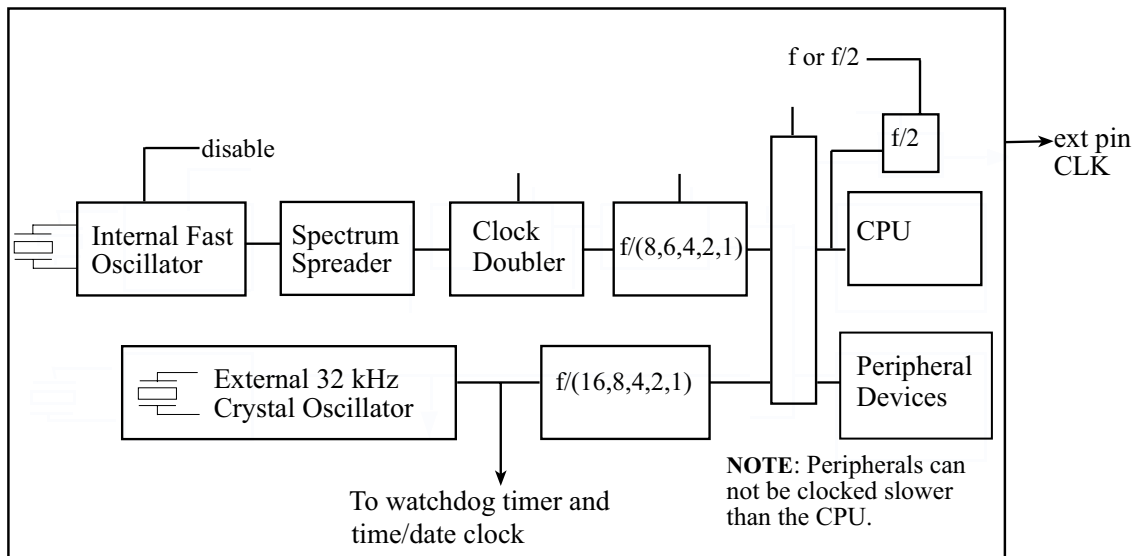 f or f/2
f/2
ext pin
CLK
disable
Internal Fast
Oscillator
Spectrum
Spreader
Clock
Doubler
f/(8,6,4,2,1)
CPU
External 32 kHz
Crystal Oscillator
f/(16,8,4,2,1)
Peripheral
Devices
NOTE: Peripherals can
not be clocked slower
than the CPU.
To watchdog timer and
time/date clock